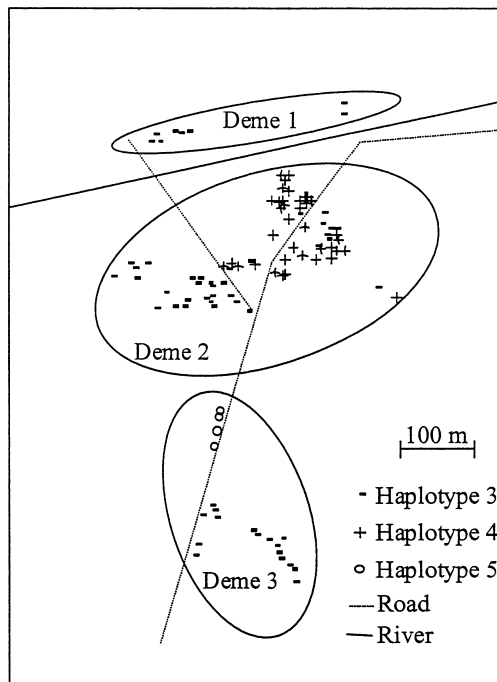 Deme 1
Deme 2
100 m
Haplotype 3
Haplotype 4
Haplotype 5
Deme 3
Road
River